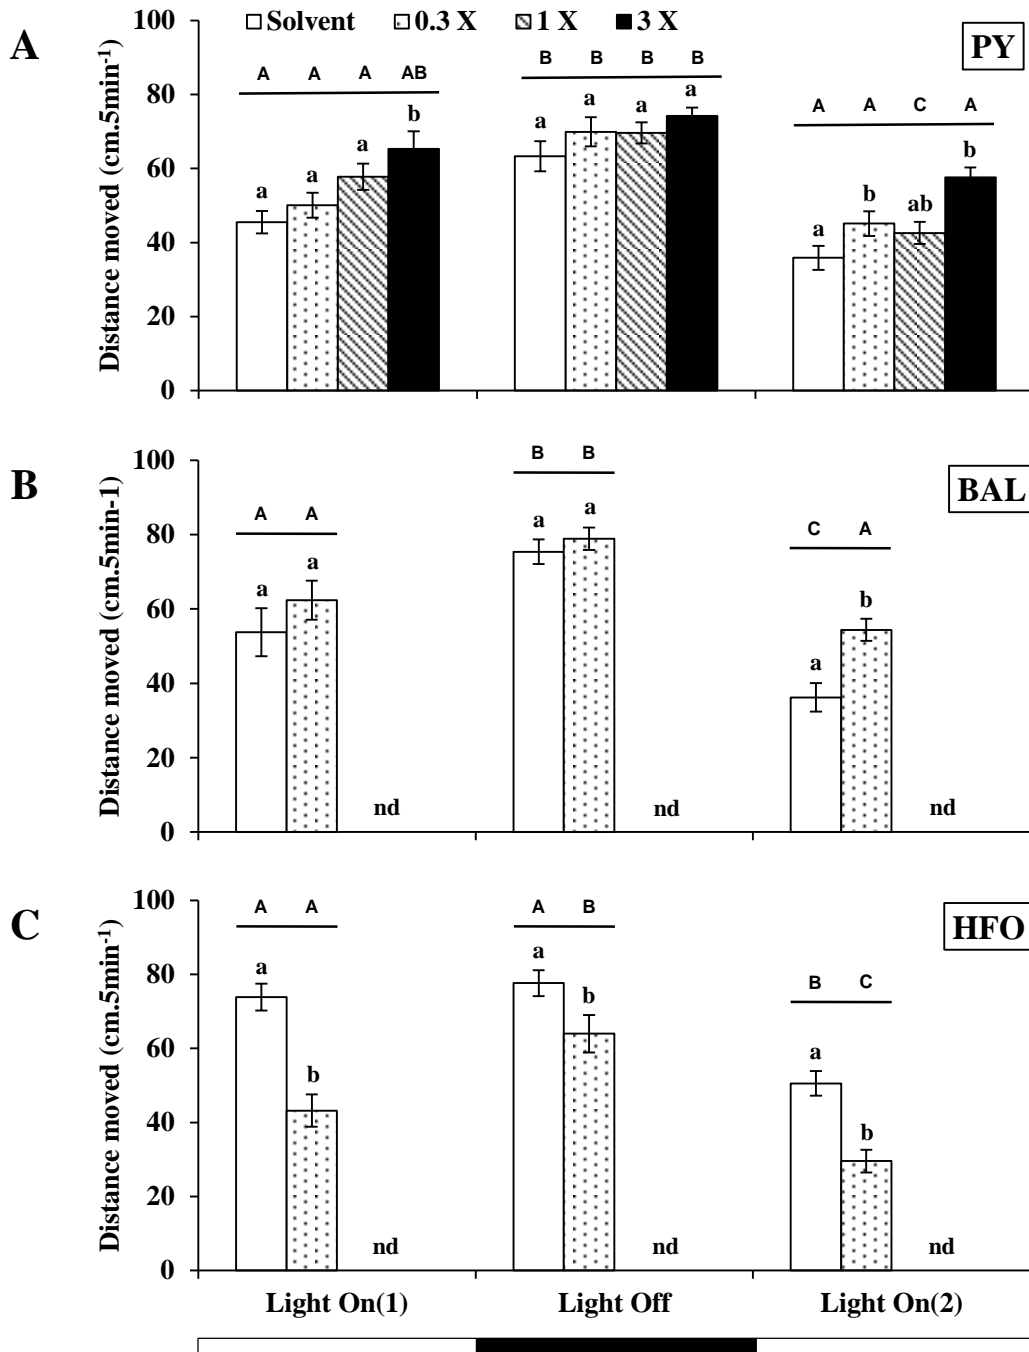 A
Solvent 0.3 X 1 X 3 X
PY
Distance moved (cm.5min-1)
100
80
60
40
20
0
A A A AB
a a a b
B B B B
a a a a
A A C A
a b ab b
B
BAL
Distance moved (cm.5min-1)
100
80
60
40
20
0
A A
a a
nd
B B
a a
nd
C A
a b
nd
C
HFO
Distance moved (cm.5min-1)
100
80
60
40
20
0
A A
a b
nd
A B
a b
nd
B C
a b
nd
Light On(1) Light Off Light On(2)